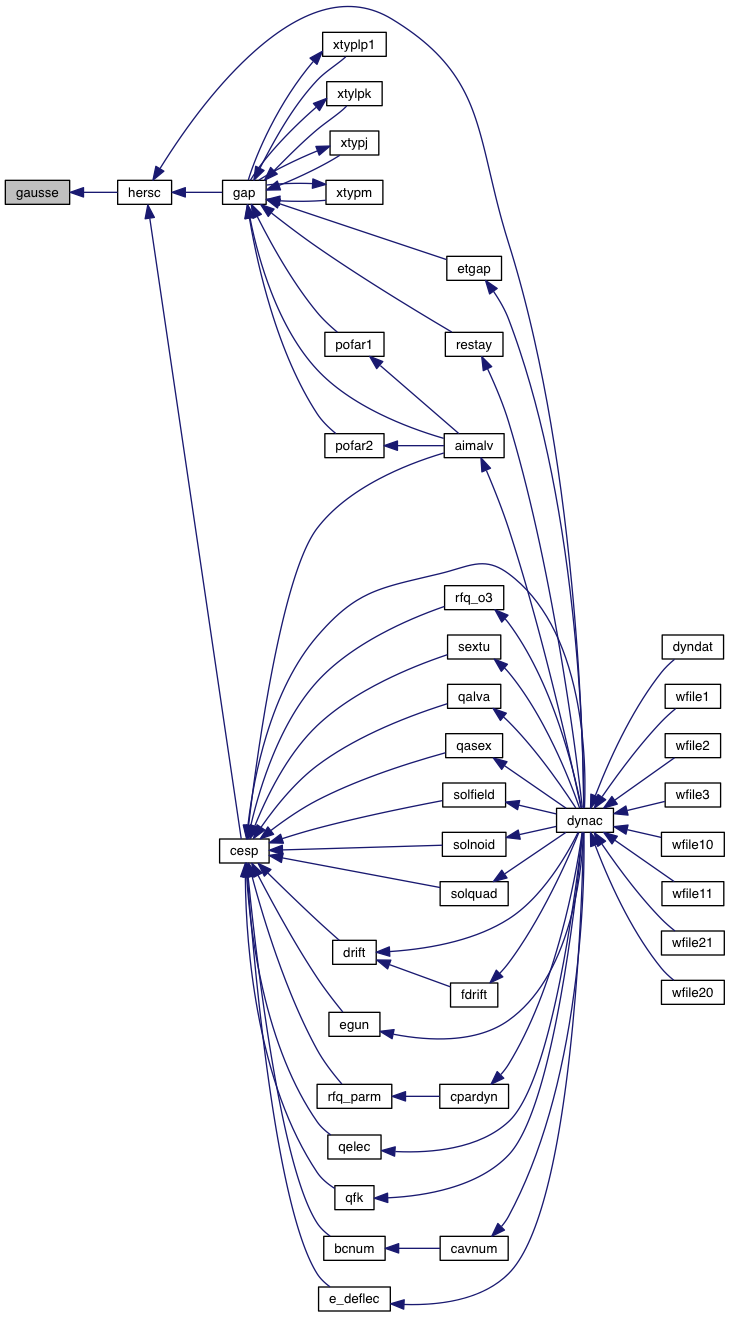 xtyplp1
xtylpk
xtypj
gausse
hersc
gap
xtypm
etgap
pofar1
restay
pofar2
aimalv
rfq_o3
sextu
dyndat
qalva
wfile1
qasex
wfile2
solfield
wfile3
dynac
solnoid
wfile10
cesp
solquad
wfile11
drift
wfile21
fdrift
wfile20
egun
rfq_parm
cpardyn
qelec
qfk
bcnum
cavnum
e_deflec